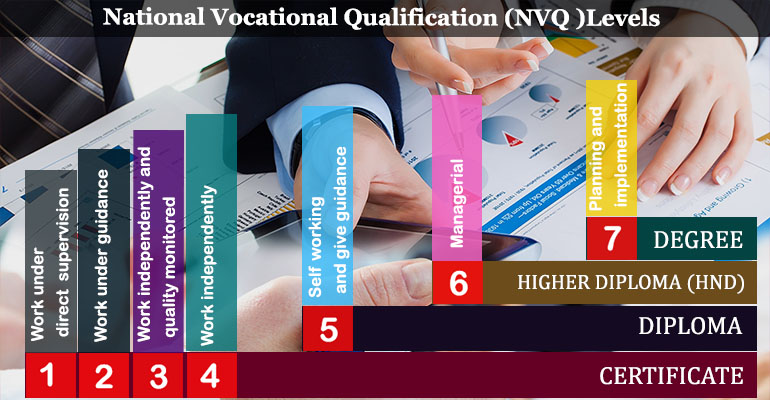 National Vocational Qualification (NVQ )Levels
Work under
direct supervision
Work under guidance
Work independently and
quality monitored
Work independently
Self working
and give guidance
Managerial
Planning and
implementation
7 DEGREE
6 HIGHER DIPLOMA (HND)
5 DIPLOMA
1 2 3 4 CERTIFICATE